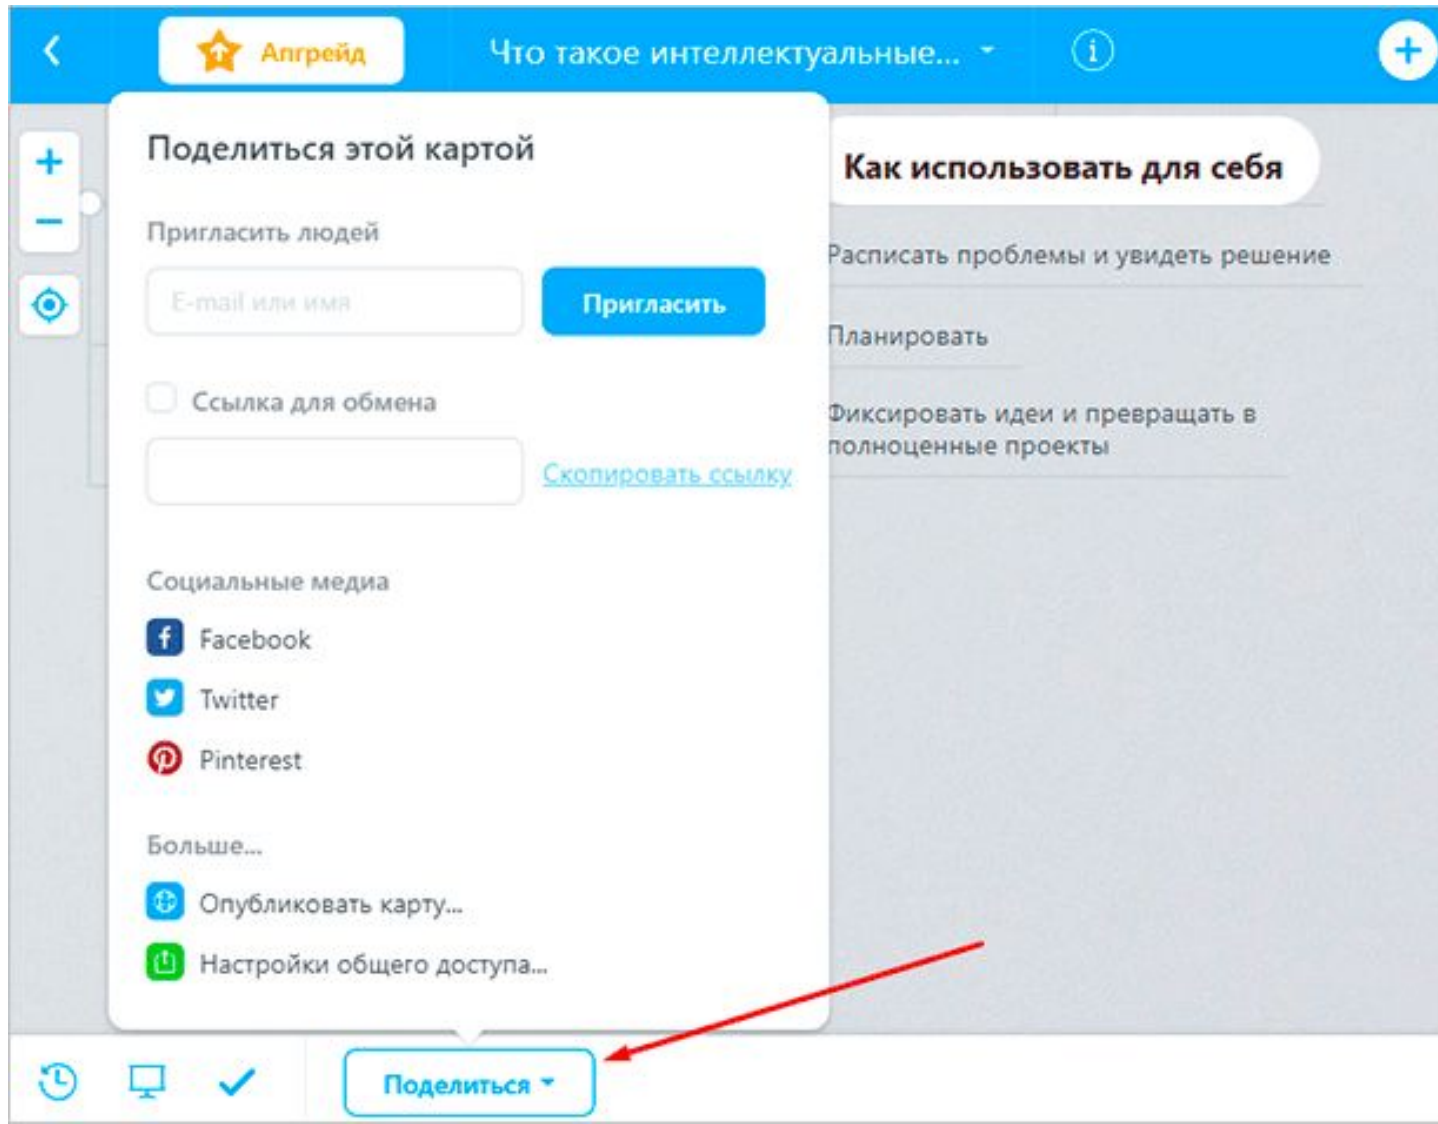 Апгрейд
Что такое интеллектуальные...
Поделиться этой картой
Пригласить людей
E-mail или имя
Пригласить
Ссылка для обмена
Скопировать ссылку
Социальные медиа
Facebook
Twitter
Pinterest
Больше...
Опубликовать карту...
Настройки общего доступа...
Как использовать для себя
Расписать проблемы и увидеть решение
Планировать
Фиксировать идеи и превращать в
полноценные проекты
Поделиться